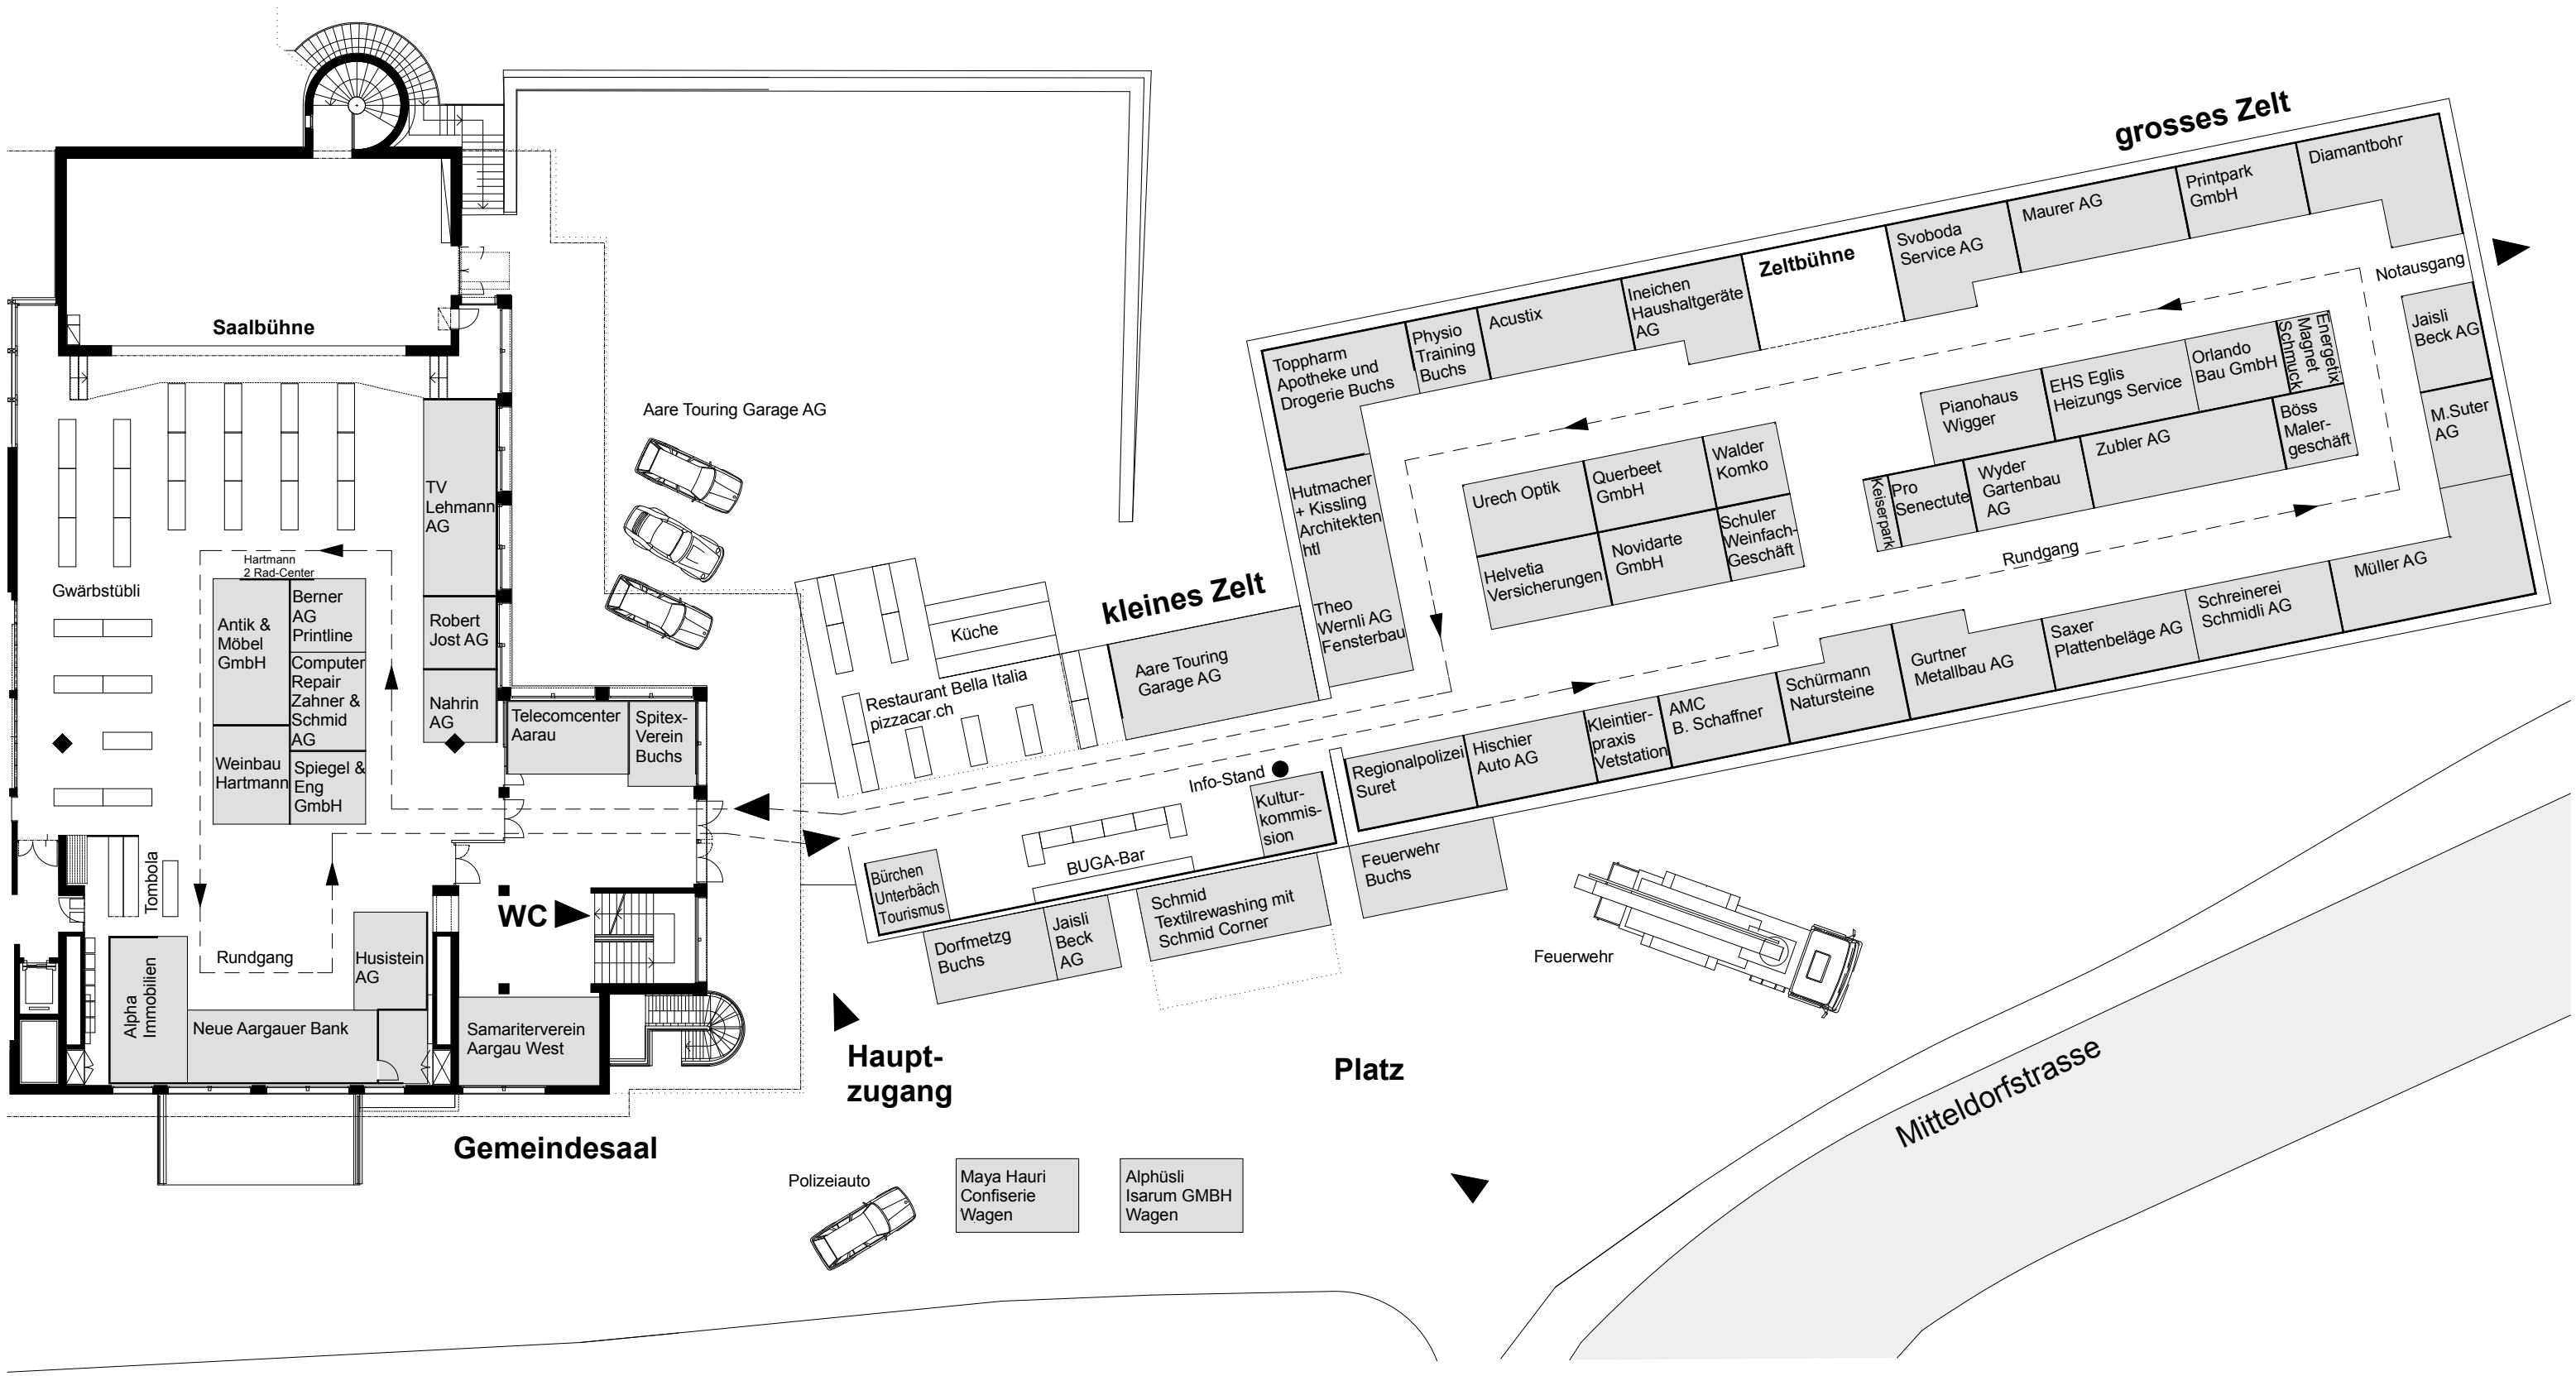 grosses Zelt
Diamantbohr
Printpark
GmbH
Maurer AG
Svoboda
Service AG
Zeltbühne
Ineichen
Haushaltgeräte
AG
Acustix
Physio
Training
Buchs
Toppharm
Apotheke und
Drogerie Buchs
Notausgang
Jaisli
Beck AG
M.Suter
AG
Energetix
Magnet
Schmuck
Orlando
Bau GmbH
EHS Eglis
Heizungs Service
Pianohaus
Wigger
Böss
Maler-
geschäft
Zubler AG
Wyder
Gartenbau
AG
Pro
Senectute
Keiserpark
Walder
Komko
Querbeet
GmbH
Urech Optik
Schuler
Weinfach-
Geschäft
Novidarte
GmbH
Helvetia
Versicherungen
Hutmacher
+ Kissling
Architekten
htl
Theo
Wernli AG
Fensterbau
Rundgang
Müller AG
Schreinerei
Schmidli AG
Saxer
Plattenbeläge AG
Gurtner
Metallbau AG
Schürmann
Natursteine
AMC
B. Schaffner
Kleintier-
praxis
Vetstation
Hischier
Auto AG
Regionalpolizei
Suret
kleines Zelt
Aare Touring
Garage AG
Küche
Restaurant Bella Italia
pizzacar.ch
Info-Stand
Kultur-
kommis-
sion
BUGA-Bar
Bürchen
Unterbäch
Tourismus
Dorfmetzg
Buchs
Jaisli
Beck
AG
Schmid
Textilrewashing mit
Schmid Corner
Feuerwehr
Buchs
Feuerwehr
Aare Touring Garage AG
Saalbühne
TV
Lehmann
AG
Robert
Jost AG
Nahrin
AG
Hartmann
2 Rad-Center
Gwärbstübli
Antik &
Möbel
GmbH
Berner
AG
Printline
Computer
Repair
Zahner &
Schmid
AG
Weinbau
Hartmann
Spiegel &
Eng
GmbH
Telecomcenter
Aarau
Spitex-
Verein
Buchs
Tombola
WC
Rundgang
Husistein
AG
Alpha
Immobilien
Neue Aargauer Bank
Samariterverein
Aargau West
Haupt-
zugang
Platz
Mitteldorfstrasse
Gemeindesaal
Polizeiauto
Maya Hauri
Confiserie
Wagen
Alphüsli
Isarum GMBH
Wagen